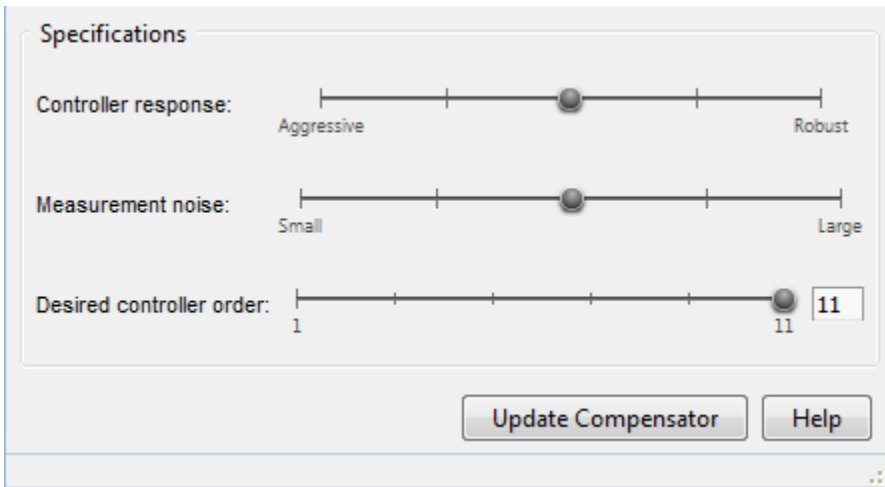 Specifications
Controller response:
Aggressive
Robust
Measurement noise:
Small
Large
Desired controller order:
11
1
11
Update Compensator
Help